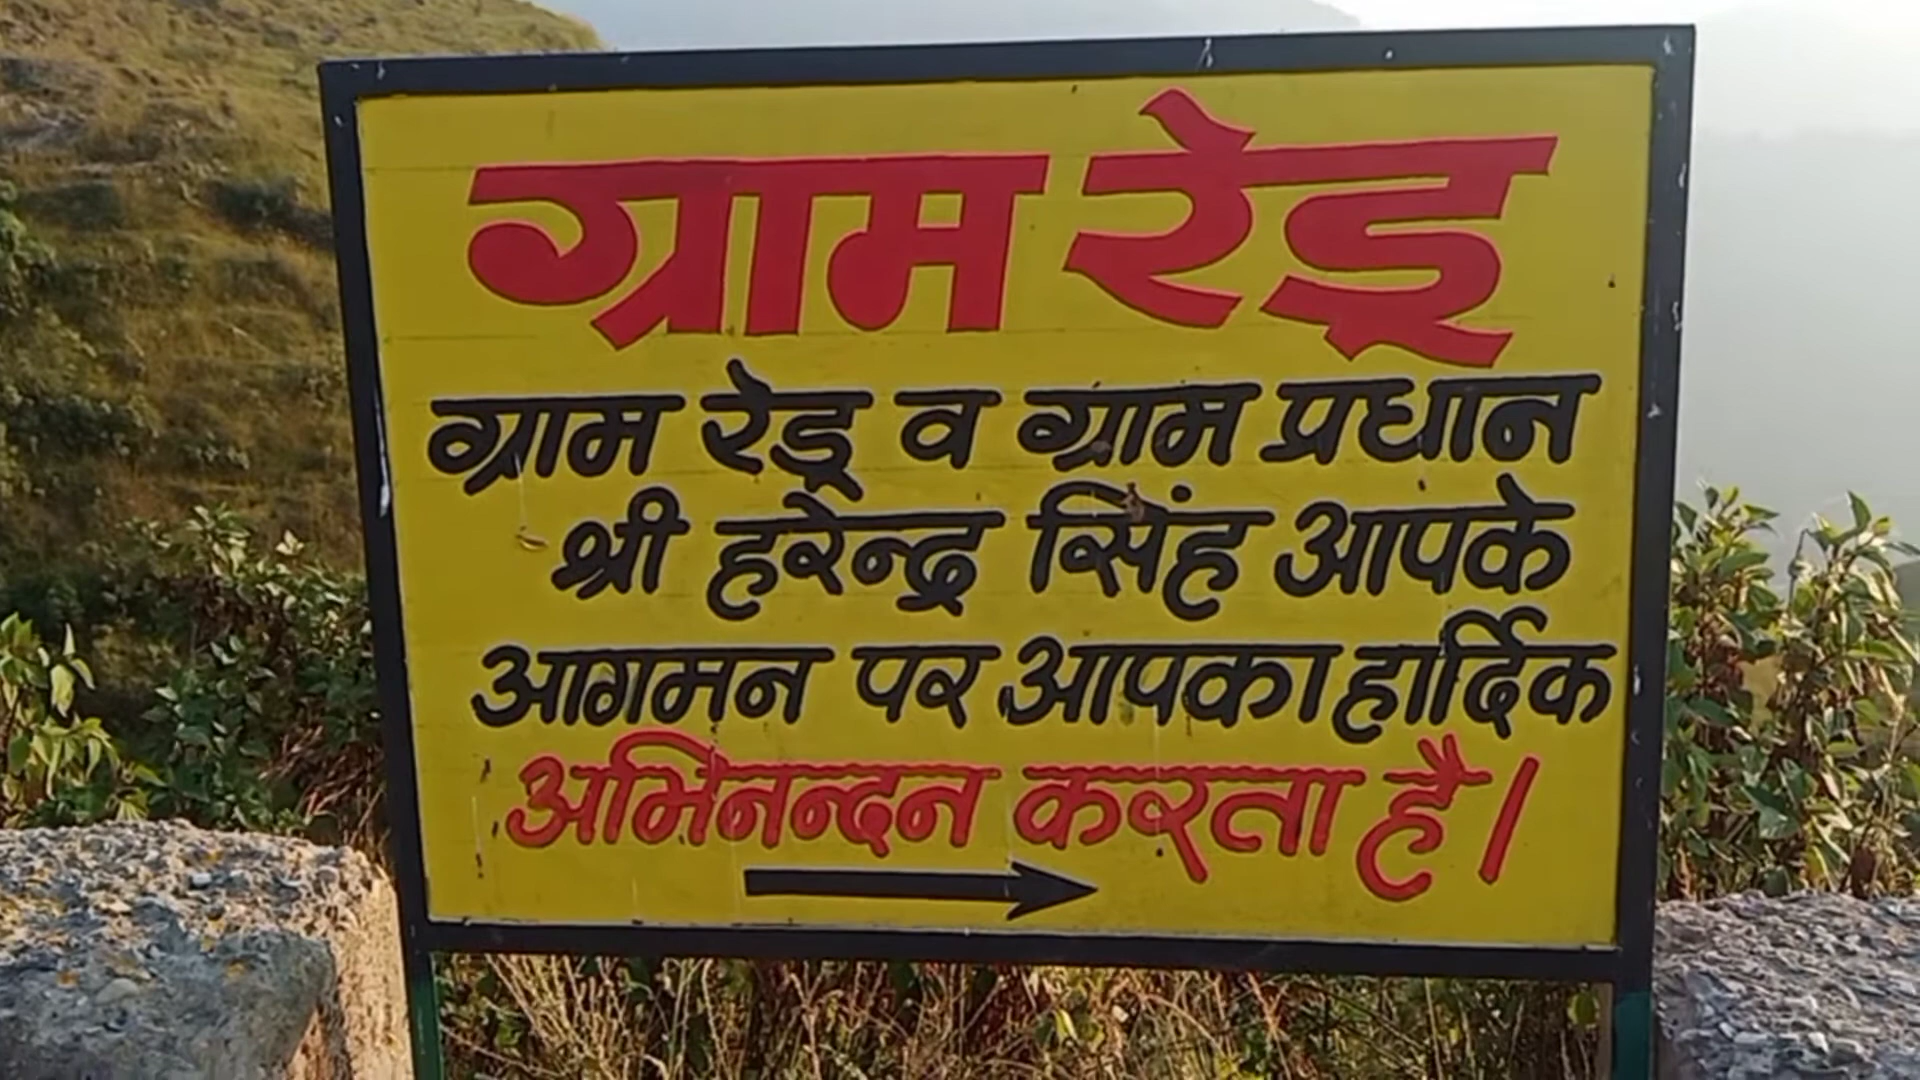 ग्राम रेड्र
ग्राम रेड्र व ग्राम प्रधान
श्री हरेन्द्र सिंह आपके
आगमन पर आपका हार्दिक
अभिनन्दन करता है।